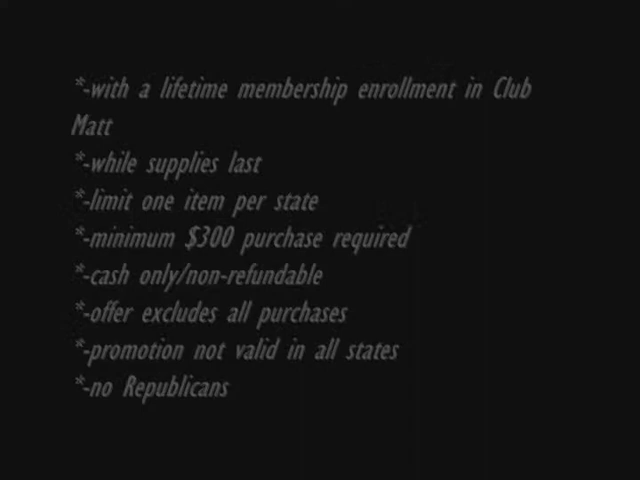 *-with a lifetime membership enrollment in Club
Matt
*-while supplies last
*-limit one item per state
*-minimum $300 purchase required
*-cash only/non-refundable
*-offer excludes all purchases
*-promotion not valid in all states
*-no Republicans